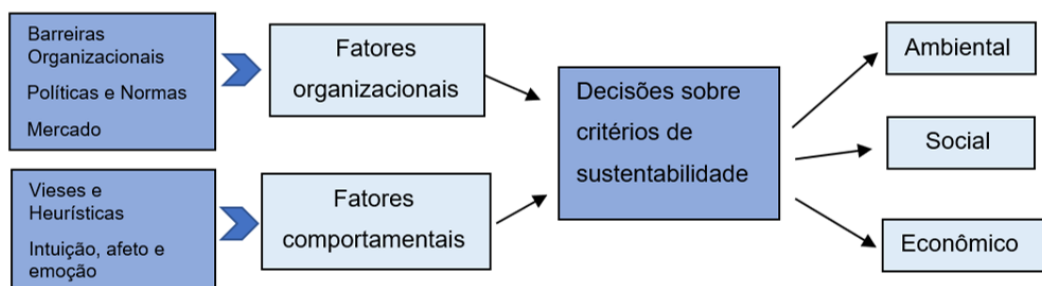 Barreiras
Organizacionais
Políticas e Normas
Mercado
Fatores
organizacionais
Vieses e
Heurísticas
Intuição, afeto e
emoção
Fatores
comportamentais
Decisões sobre
critérios de
sustentabilidade
Ambiental
Social
Econômico